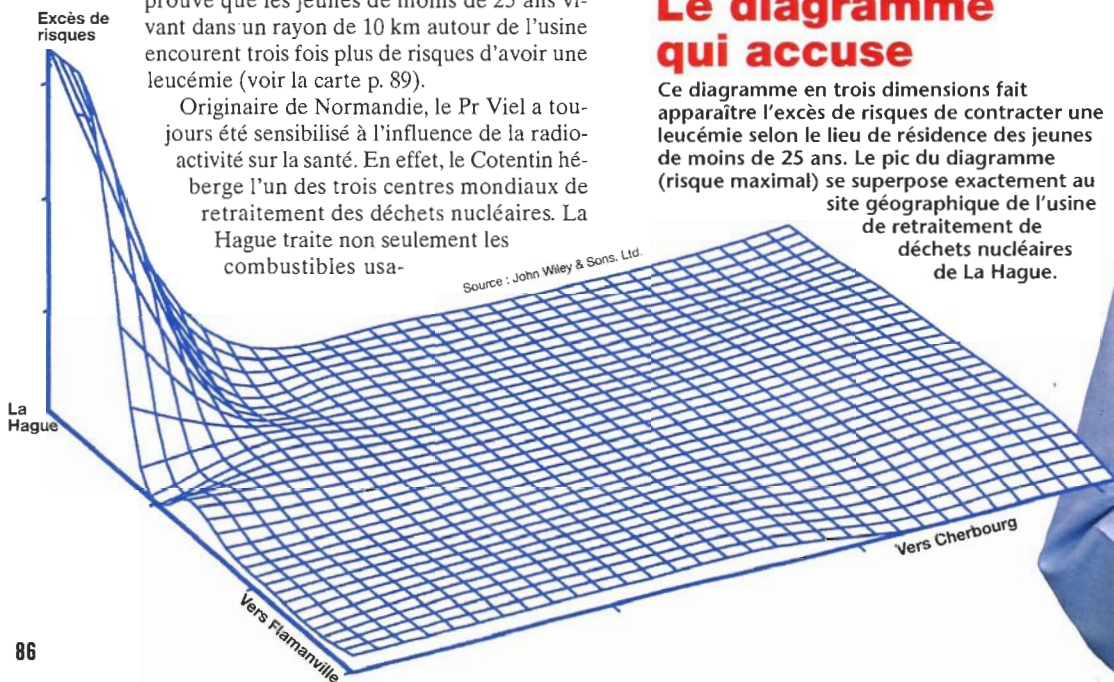 prouvé que les jeunes de moins de 25 ans vi-
vant dans un rayon de 10 km autour de l'usine
encourent trois fois plus de risques d'avoir une
leucémie (voir la carte p. 89).
Originaire de Normandie, le Pr Viel a tou-
jours été sensibilisé à l'influence de la radio-
activité sur la santé. En effet, le Cotentin hé-
berge l'un des trois centres mondiaux de
retraitement des déchets nucléaires. La
Hague traite non seulement les
combustibles usa-
Le diagramme
qui accuse
Ce diagramme en trois dimensions fait
apparaître l'excès de risques de contracter une
leucémie selon le lieu de résidence des jeunes
de moins de 25 ans. Le pic du diagramme
(risque maximal) se superpose exactement au
site géographique de l'usine
de retraitement de
déchets nucléaires
de La Hague.
Excès de
risques
Source : John Wiley & Sons. Ltd.
La
Hague
Vers Cherbourg
Vers Flamanville
86